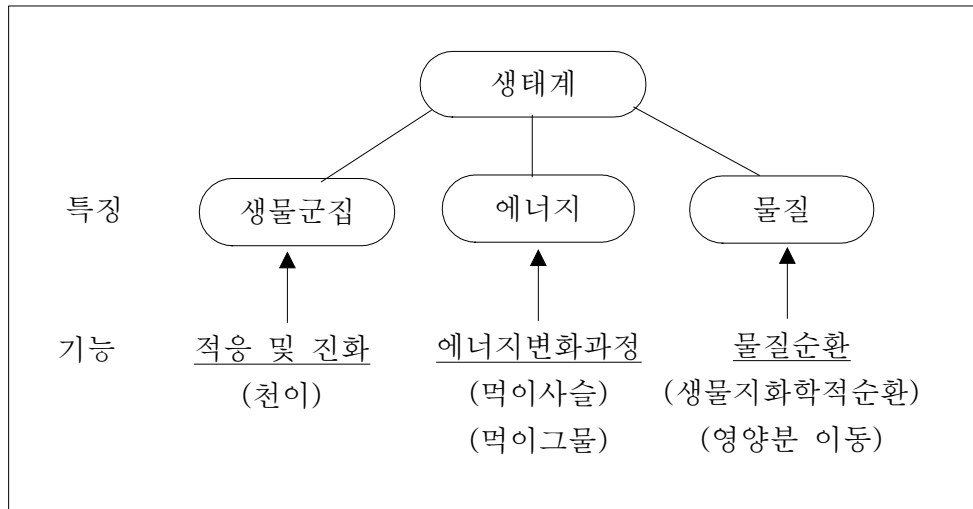 생태계
특징 생물군집 에너지 물질
기능 적응 및 진화 에너지변화과정 물질순환
(천이) (먹이사슬) (생물지화학적순환)
(먹이그물) (영양분 이동)